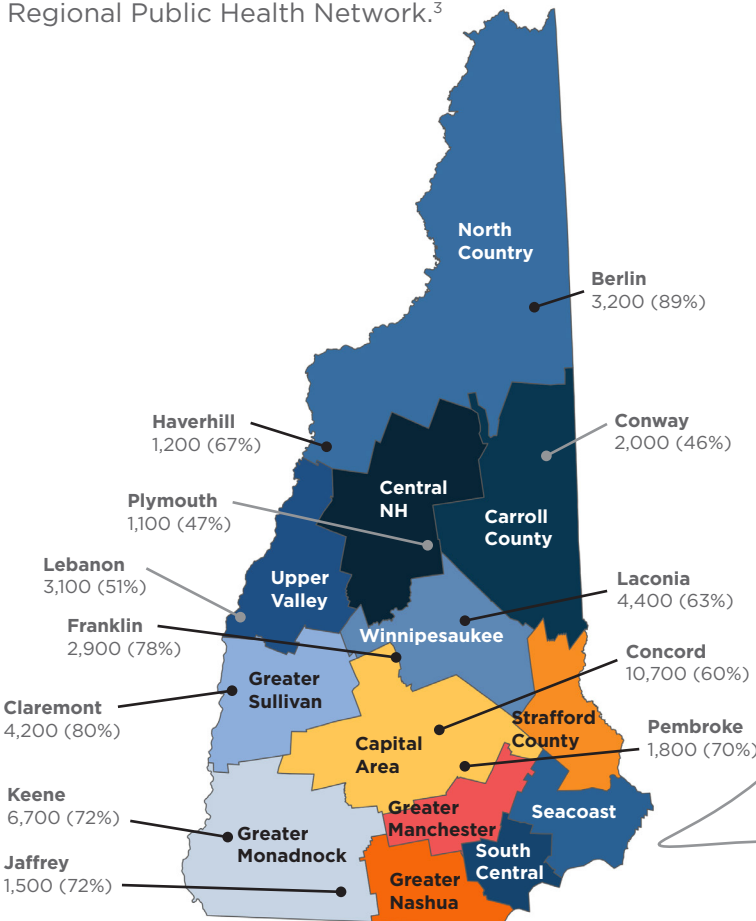 Regional Public Health Network.³
North
Country
Berlin
3,200 (89%)
Haverhill
1,200 (67%)
Conway
2,000 (46%)
Central
NH
Plymouth
1,100 (47%)
Carroll
County
Lebanon
3,100 (51%)
Upper
Valley
Laconia
4,400 (63%)
Franklin
2,900 (78%)
Winnipesaukee
Concord
10,700 (60%)
Greater
Sullivan
Claremont
4,200 (80%)
Strafford
County
Pembroke
1,800 (70%)
Capital
Area
Keene
6,700 (72%)
Greater
Manchester
Seacoast
Greater
Monadnock
Jaffrey
1,500 (72%)
South
Central
Greater
Nashua